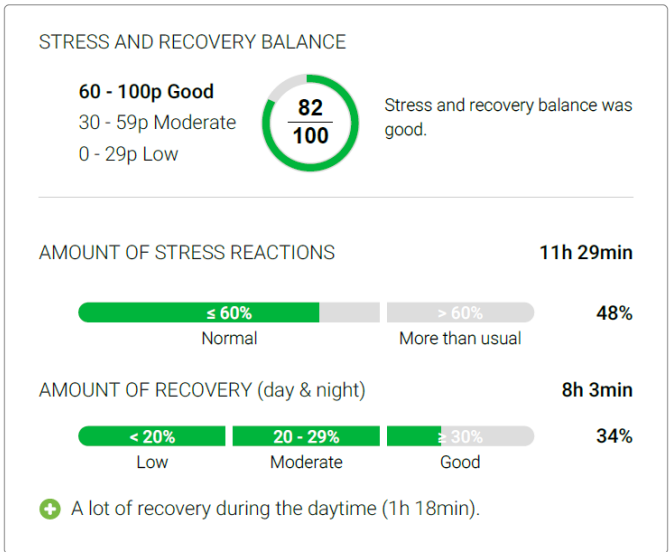 STRESS AND RECOVERY BALANCE
60 - 100p Good
30 - 59p Moderate
0 - 29p Low
82
100
Stress and recovery balance was
good.
AMOUNT OF STRESS REACTIONS 11h 29min
≤ 60% > 60% 48%
Normal More than usual
AMOUNT OF RECOVERY (day & night) 8h 3min
< 20% 20 - 29% ≥ 30% 34%
Low Moderate Good
A lot of recovery during the daytime (1h 18min).